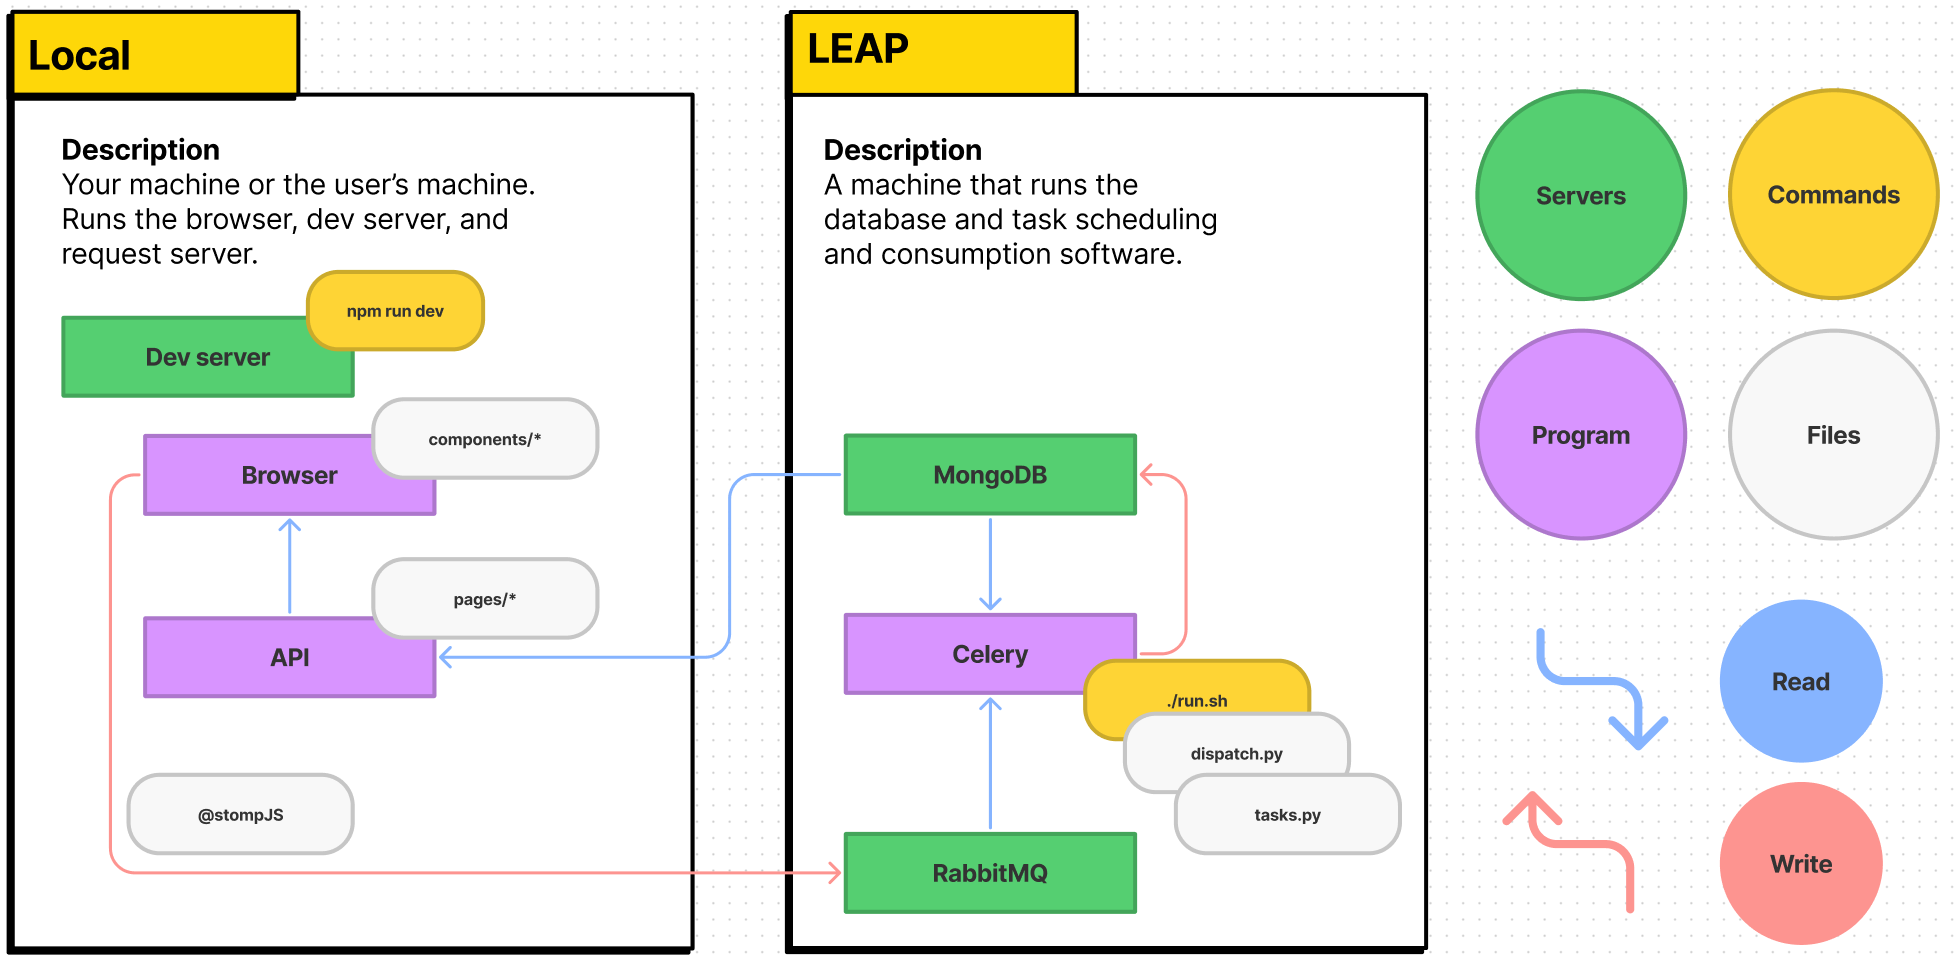 Local
Description
Your machine or the user’s machine.
Runs the browser, dev server, and
request server.
npm run dev
Dev server
components/*
Browser
pages/*
API
@stompJS
LEAP
Description
A machine that runs the
database and task scheduling
and consumption software.
MongoDB
Celery
./run.sh
dispatch.py
tasks.py
RabbitMQ
Servers
Commands
Program
Files
Read
Write